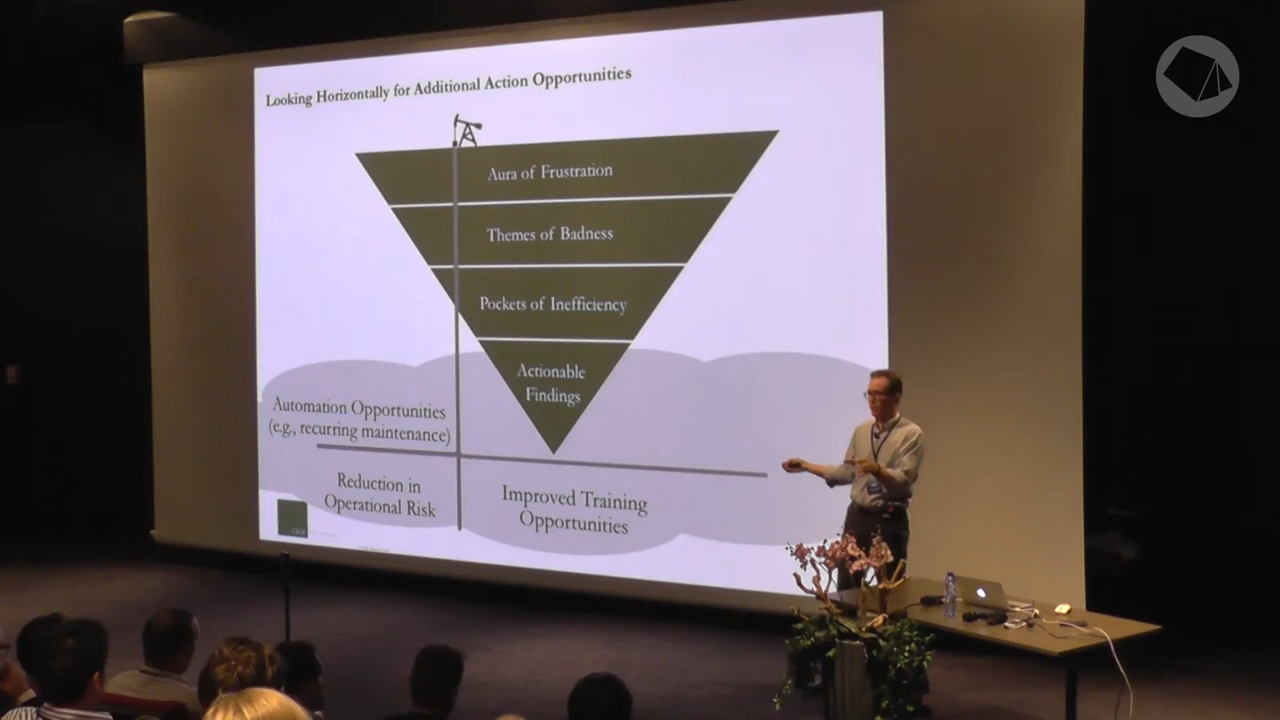 Looking Horizontally for Additional Action Opportunities
Aura of Frustration
Themes of Badness
Pockets of Inefficiency
Actionable
Findings
Automation Opportunities
(e.g., recurring maintenance)
Reduction in
Operational Risk
Improved Training
Opportunities